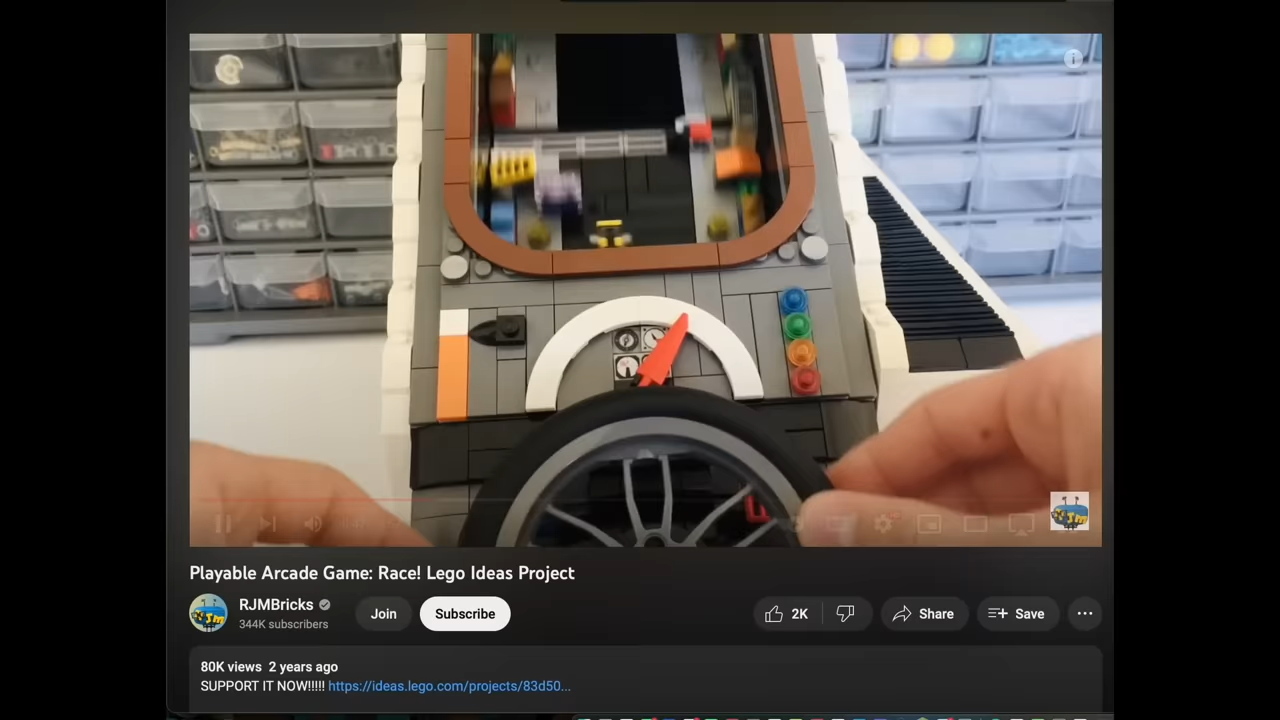 Playable Arcade Game: Race! Lego Ideas Project
RJMBricks
344K subscribers
Join
Subscribe
2K
Share
Save
80K views 2 years ago
SUPPORT IT NOW!!!!! https://ideas.lego.com/projects/83d50...